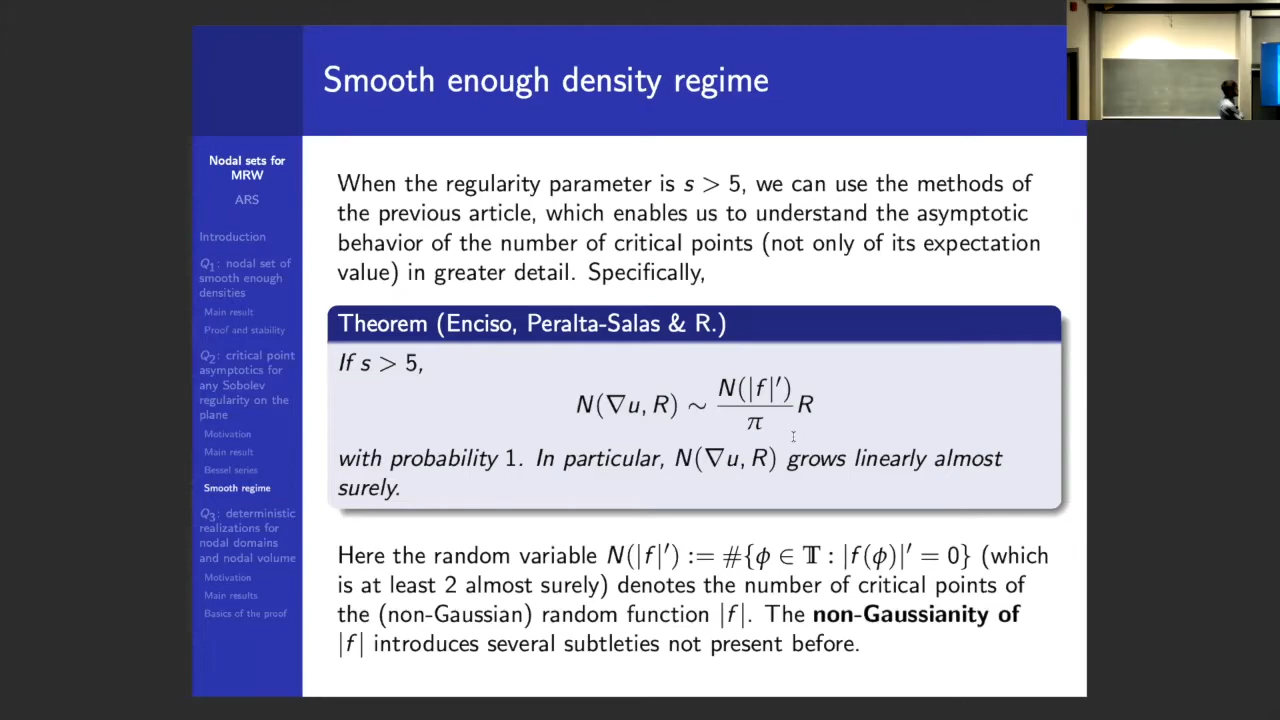 Smooth enough density regime
Nodal sets for
MRW
ARS
Introduction
Q₁: nodal set of
smooth enough
densities
Main result
Proof and stability
Q₂: critical point
asymptotics for
any Sobolev
regularity on the
plane
Motivation
Main result
Bessel series
Smooth regime
Q₃: deterministic
realizations for
nodal domains
and nodal volume
Motivation
Main results
Basics of the proof
When the regularity parameter is s > 5, we can use the methods of
the previous article, which enables us to understand the asymptotic
behavior of the number of critical points (not only of its expectation
value) in greater detail. Specifically,
Theorem (Enciso, Peralta-Salas & R.)
If s > 5,
N(∇u, R) ∼ N(|f|′)/π R
with probability 1. In particular, N(∇u, R) grows linearly almost
surely.
Here the random variable N(|f|′) := #{ϕ ∈ 𝕋 : |f(ϕ)|′ = 0} (which
is at least 2 almost surely) denotes the number of critical points of
the (non-Gaussian) random function |f|. The non-Gaussianity of
|f| introduces several subtleties not present before.